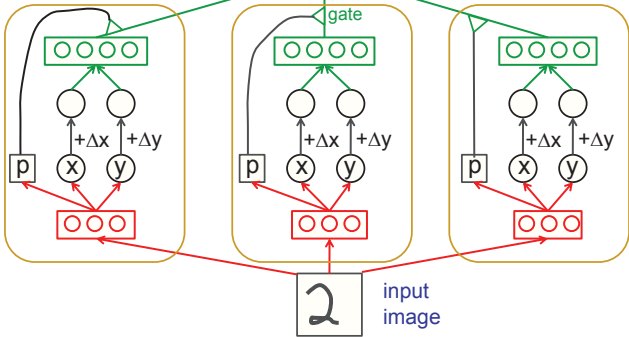 gate
+Δx +Δy +Δx +Δy +Δx +Δy
p x y p x y p x y
2 input
image